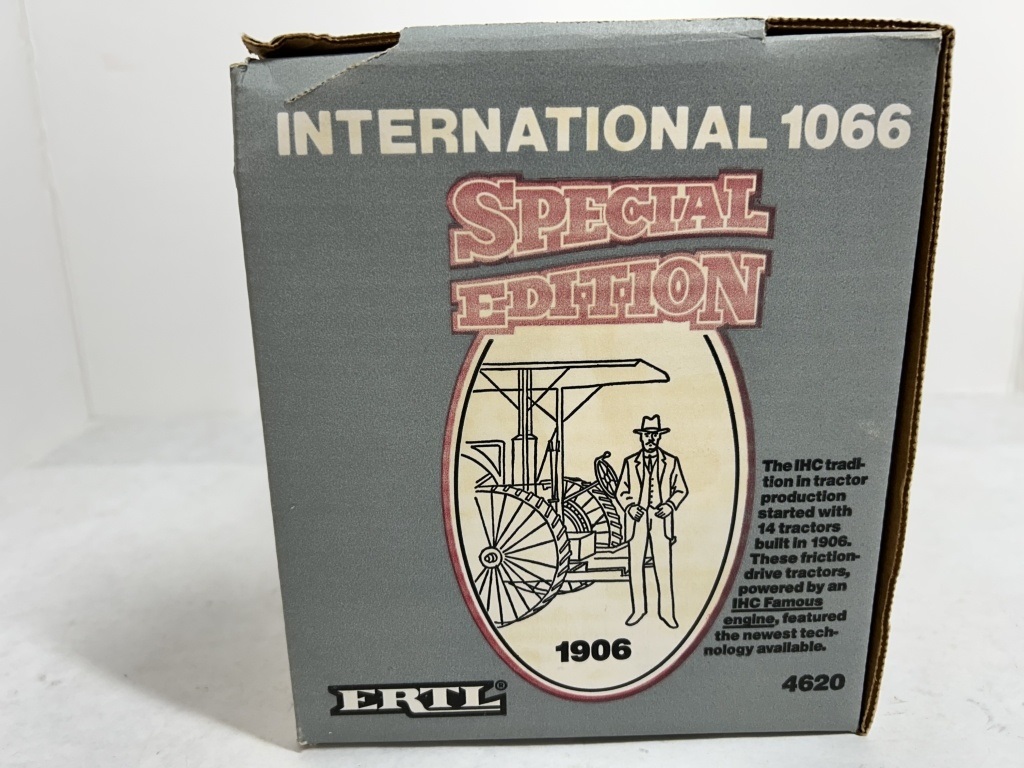 INTERNATIONAL 1066
SPECIAL
EDITION
The IHC tradi-
tion in tractor
production
started with
14 tractors
built in 1906.
These friction-
drive tractors,
powered by an
IHC Famous
engine, featured
the newest tech-
nology available.
1906
4620
ERTL®